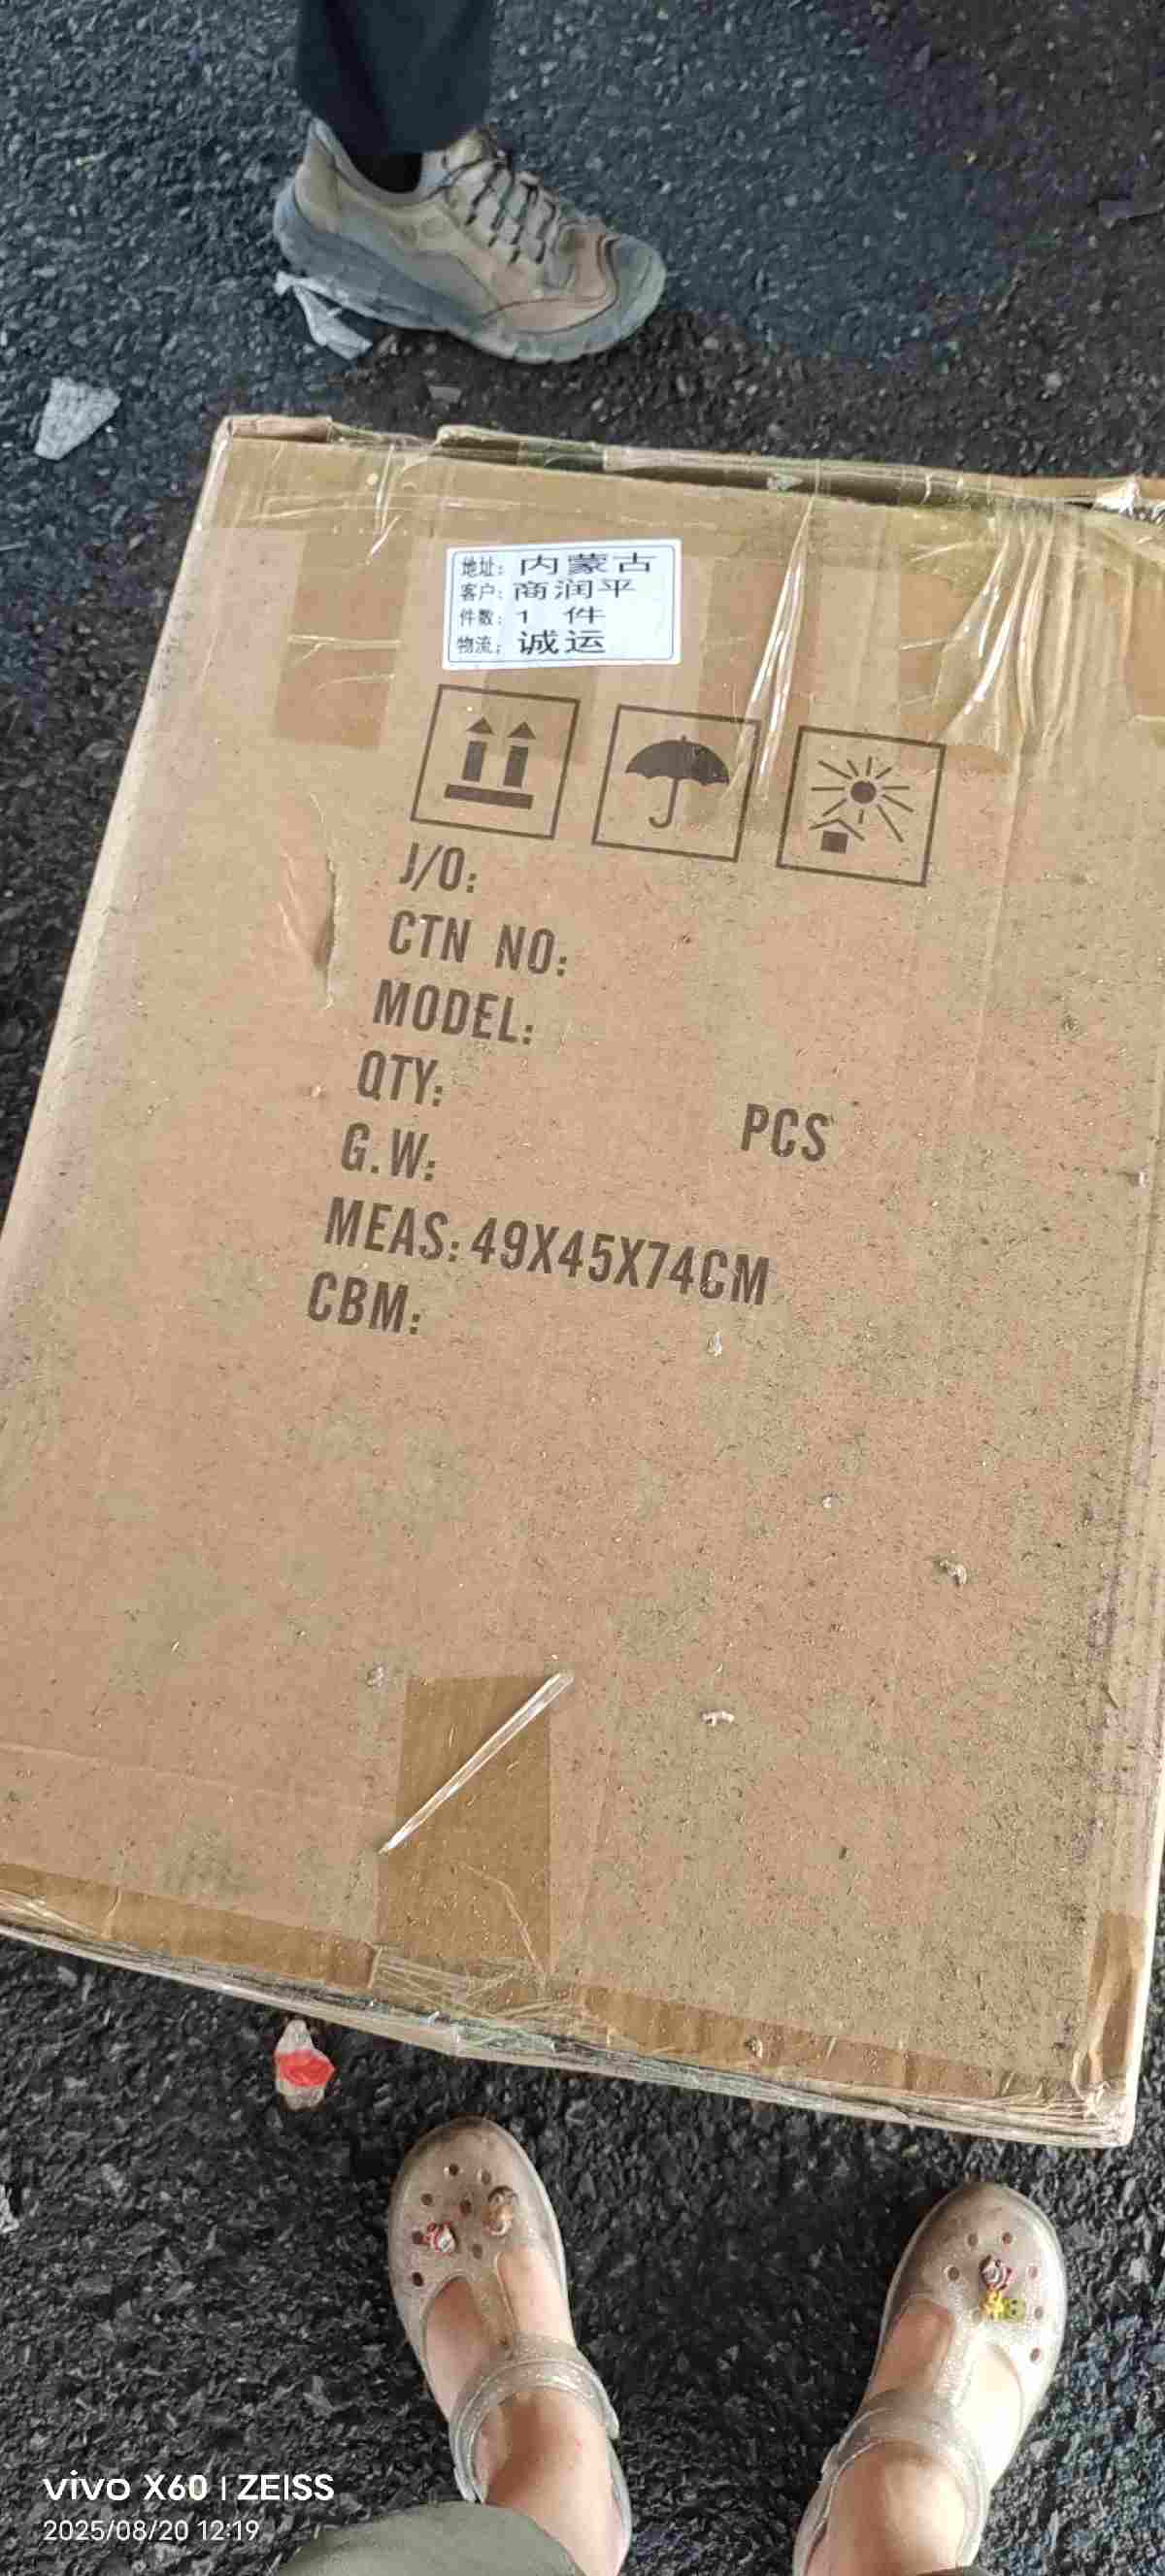 地址：内蒙古
客户：商润平
件数：1 件
物流：诚运
J/O:
CTN NO:
MODEL:
QTY: PCS
G.W:
MEAS: 49X45X74CM
CBM:
vivo X60 | ZEISS
2025/08/20 12:19